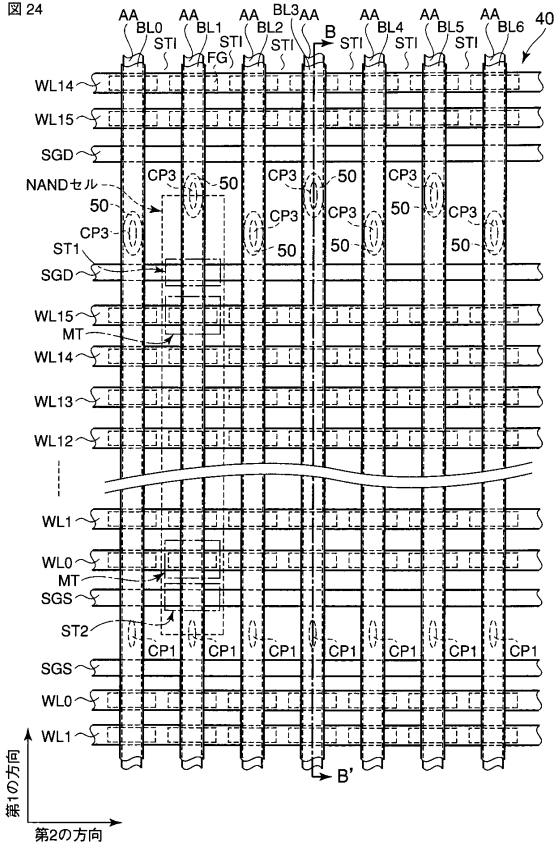 図 24
AA AA AA BL3 AA AA AA AA
BL0 BL1 BL2 BL4 BL5 BL6
STI STI STI STI STI STI
FG
B
40
WL14
WL15
SGD
NANDセル
CP3 50 CP3 50 CP3 50
50
CP3 CP3 CP3 CP3
50 50 50
ST1
SGD
WL15
MT
WL14
WL13
WL12
WL1
WL0
MT
SGS
ST2
CP1 CP1 CP1 CP1 CP1 CP1 CP1
SGS
WL0
WL1
B'
第1の方向
第2の方向